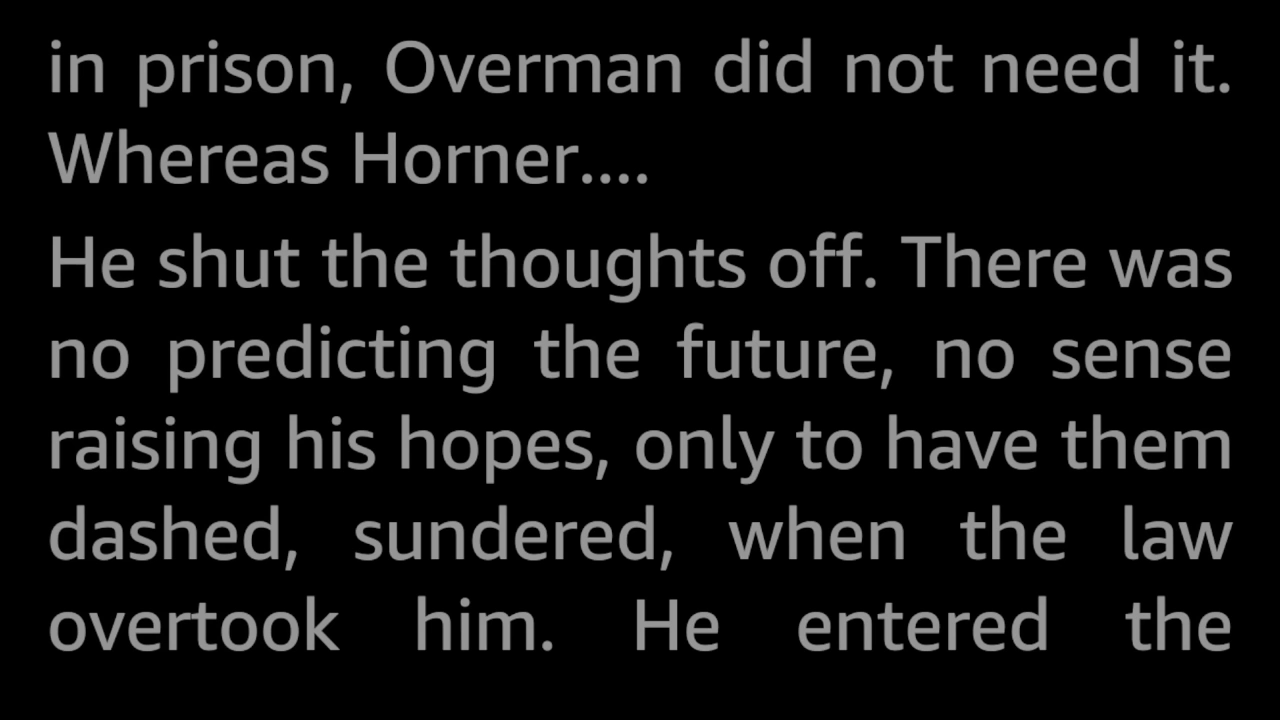 in prison, Overman did not need it.
Whereas Horner....
He shut the thoughts off. There was
no predicting the future, no sense
raising his hopes, only to have them
dashed, sundered, when the law
overtook him. He entered the